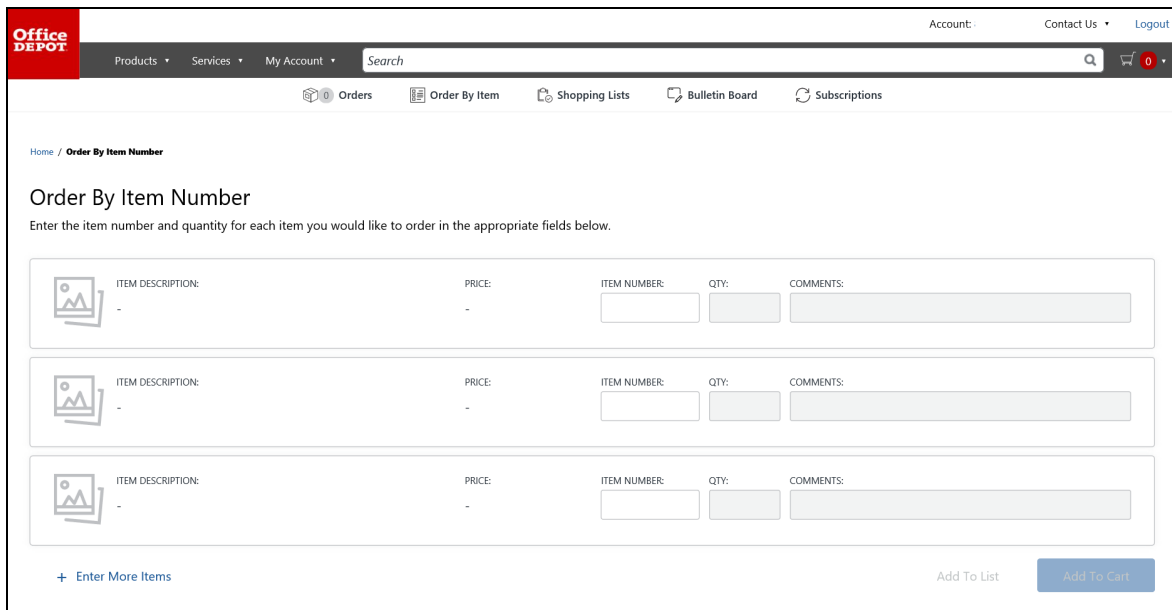 Account: Contact Us Logout
Office
DEPOT
Products Services My Account Search 0
0 Orders Order By Item Shopping Lists Bulletin Board Subscriptions
Home / Order By Item Number
Order By Item Number
Enter the item number and quantity for each item you would like to order in the appropriate fields below.
ITEM DESCRIPTION: PRICE: ITEM NUMBER: QTY: COMMENTS:
- -
ITEM DESCRIPTION: PRICE: ITEM NUMBER: QTY: COMMENTS:
- -
ITEM DESCRIPTION: PRICE: ITEM NUMBER: QTY: COMMENTS:
- -
+ Enter More Items Add To List Add To Cart